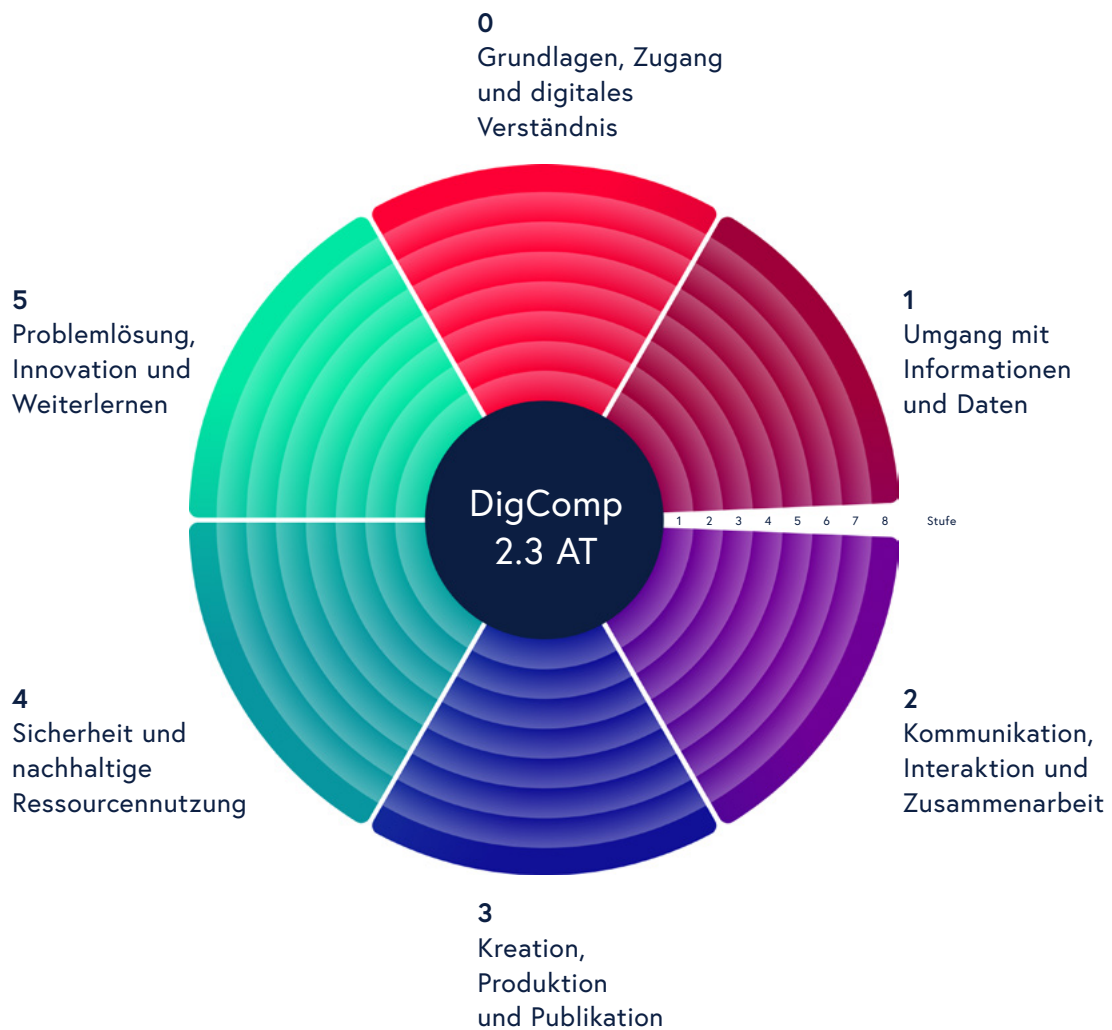 0
Grundlagen, Zugang
und digitales
Verständnis
5
Problemlösung,
Innovation und
Weiterlernen
1
Umgang mit
Informationen
und Daten
DigComp
2.3 AT
1 2 3 4 5 6 7 8 Stufe
4
Sicherheit und
nachhaltige
Ressourcennutzung
2
Kommunikation,
Interaktion und
Zusammenarbeit
3
Kreation,
Produktion
und Publikation